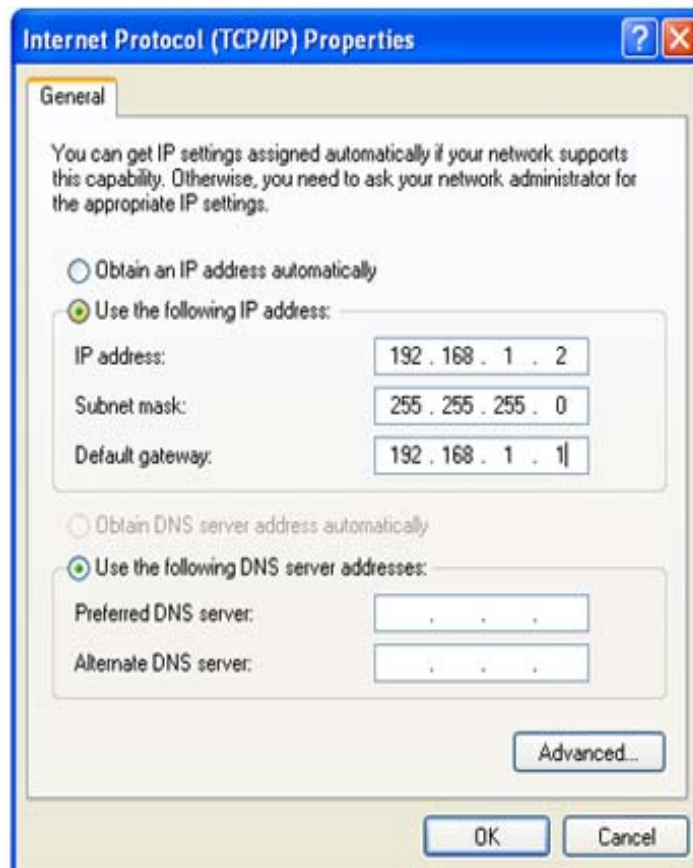 Internet Protocol (TCP/IP) Properties
General
You can get IP settings assigned automatically if your network supports
this capability. Otherwise, you need to ask your network administrator for
the appropriate IP settings.
Obtain an IP address automatically
Use the following IP address:
IP address: 192 . 168 . 1 . 2
Subnet mask: 255 . 255 . 255 . 0
Default gateway: 192 . 168 . 1 . 1
Obtain DNS server address automatically
Use the following DNS server addresses:
Preferred DNS server: . . .
Alternate DNS server: . . .
Advanced...
OK Cancel